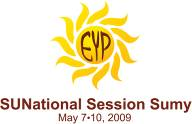 EYP
SUNational Session Sumy
May 7•10, 2009